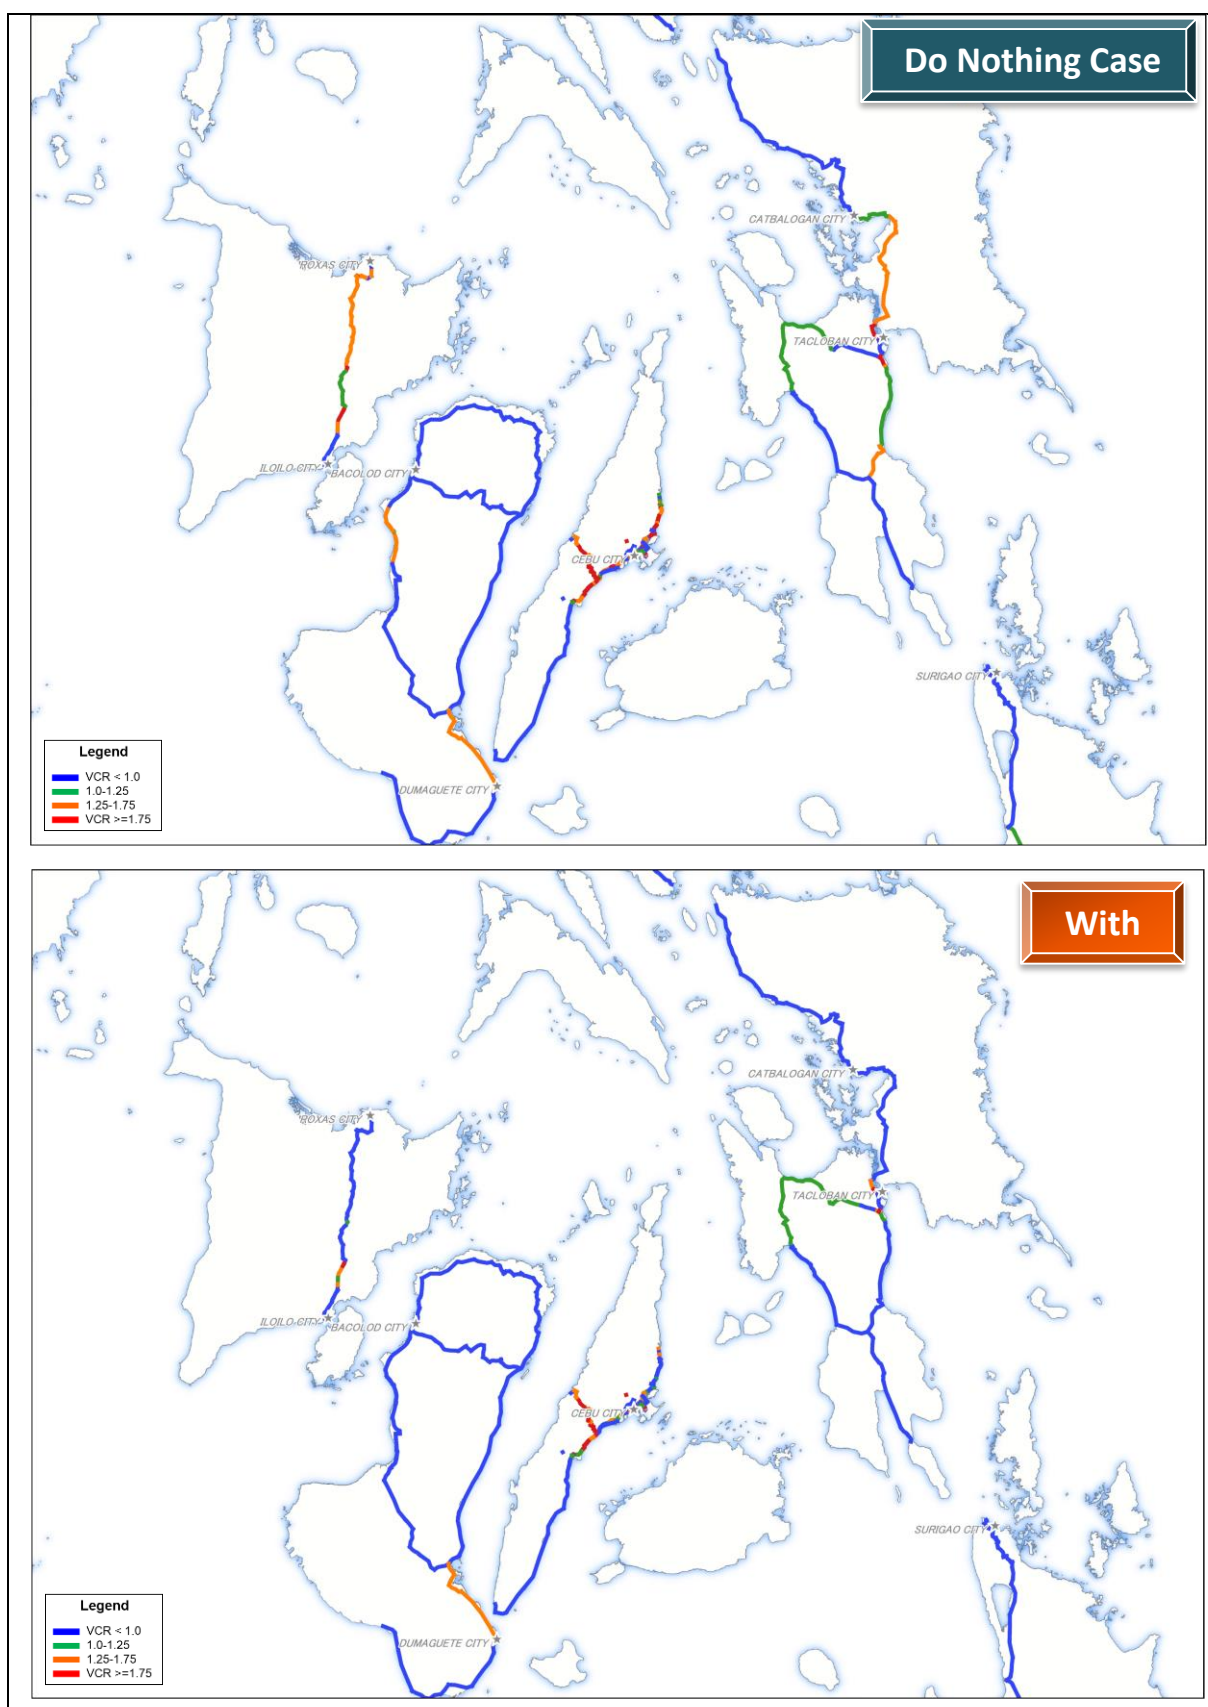 Do Nothing Case
CATBALOGAN CITY
ROXAS CITY
TACLOBAN CITY
ILOILO CITY
BACOLOD CITY
CEBU CITY
SURIGAO CITY
DUMAGUETE CITY
Legend
VCR < 1.0
1.0-1.25
1.25-1.75
VCR >=1.75
With
CATBALOGAN CITY
ROXAS CITY
TACLOBAN CITY
ILOILO CITY
BACOLOD CITY
CEBU CITY
SURIGAO CITY
DUMAGUETE CITY
Legend
VCR < 1.0
1.0-1.25
1.25-1.75
VCR >=1.75